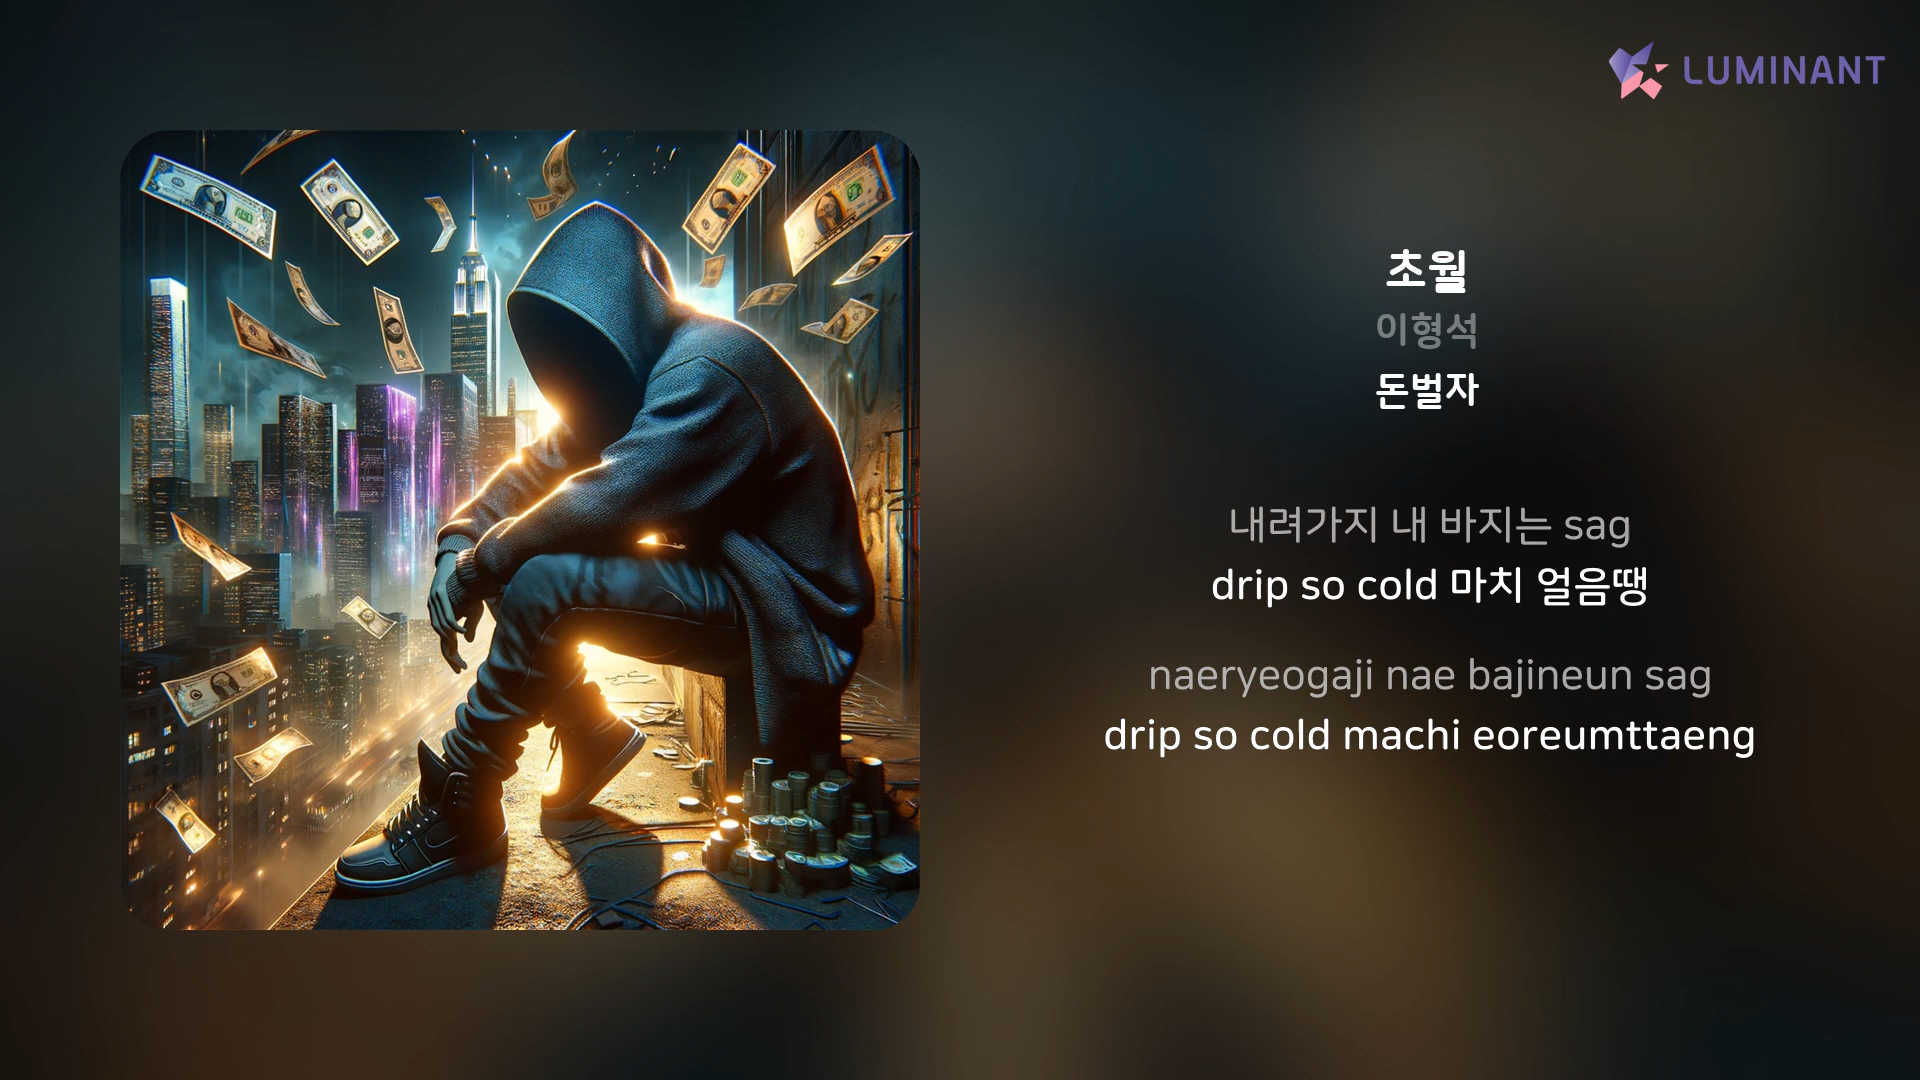 LUMINANT
초월
이형석
돈벌자
내려가지 내 바지는 sag
drip so cold 마치 얼음땡
naeryeogaji nae bajineun sag
drip so cold machi eoreumttaeng